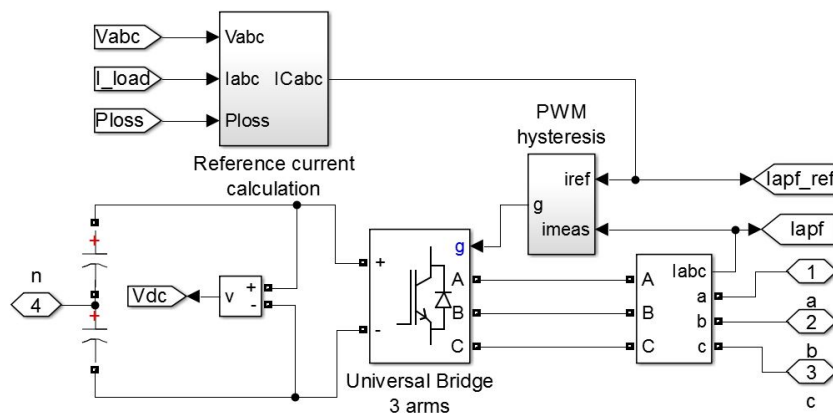 Vabc
Vabc
I_load
Iabc
ICabc
Ploss
Ploss
Reference current
calculation
PWM
hysteresis
iref
g
imeas
Iapf_ref
Iapf
n
4
+
+
Vdc
v
+
-
+
-
g
A
B
C
Universal Bridge
3 arms
A
B
C
Iabc
a
b
c
1
a
2
b
3
c